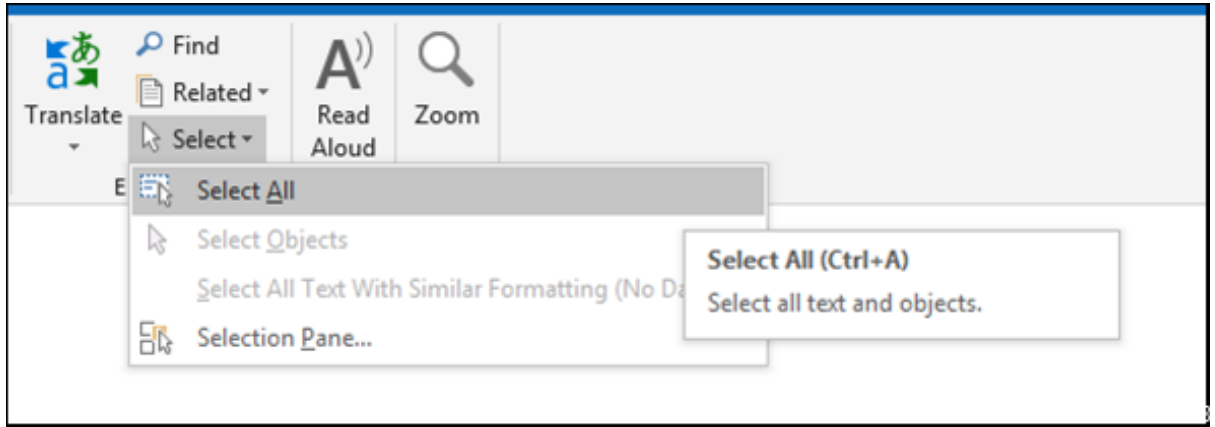 Translate
Find
Related
Select
Read
Aloud
Zoom
E
Select All
Select Objects
Select All Text With Similar Formatting (No Da
Selection Pane...
Select All (Ctrl+A)
Select all text and objects.